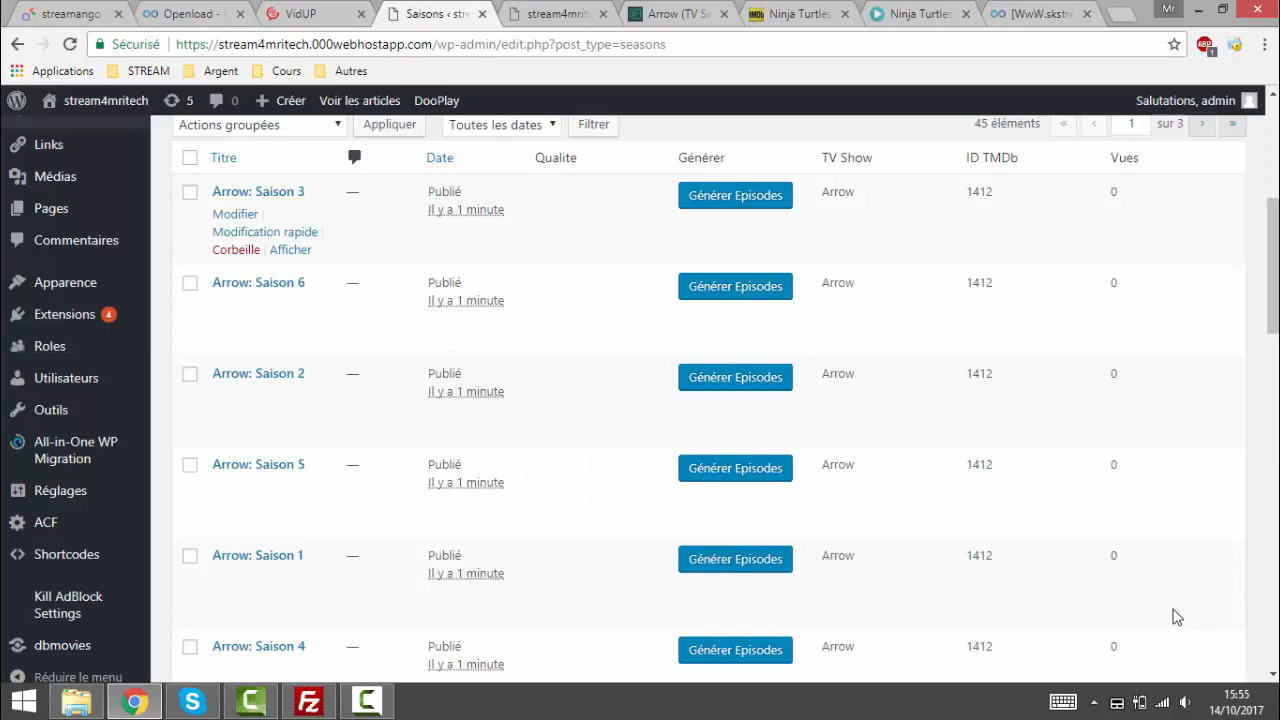 streamango
Openload - I
VidUP
Saisons ‹ stre
stream4mrite
Arrow (TV Se
Ninja Turtles
Ninja Turtles
[WwW.skstre
Mr
Sécurisé
https://stream4mritech.000webhostapp.com/wp-admin/edit.php?post_type=seasons
ABP
1
Applications
STREAM
Argent
Cours
Autres
stream4mritech
5
0
Créer
Voir les articles
DooPlay
Salutations, admin
Links
Médias
Pages
Commentaires
Apparence
Extensions 4
Roles
Utilisateurs
Outils
All-in-One WP
Migration
Réglages
ACF
Shortcodes
Kill AdBlock
Settings
dbmovies
Réduire le menu
Actions groupées
Appliquer
Toutes les dates
Filtrer
45 éléments « ‹ 1 sur 3 › »
Titre Date Qualite Générer TV Show ID TMDb Vues
Arrow: Saison 3 — Publié Générer Episodes Arrow 1412 0
Il y a 1 minute
Modifier |
Modification rapide |
Corbeille | Afficher
Arrow: Saison 6 — Publié Générer Episodes Arrow 1412 0
Il y a 1 minute
Arrow: Saison 2 — Publié Générer Episodes Arrow 1412 0
Il y a 1 minute
Arrow: Saison 5 — Publié Générer Episodes Arrow 1412 0
Il y a 1 minute
Arrow: Saison 1 — Publié Générer Episodes Arrow 1412 0
Il y a 1 minute
Arrow: Saison 4 — Publié Générer Episodes Arrow 1412 0
Il y a 1 minute
15:55
14/10/2017